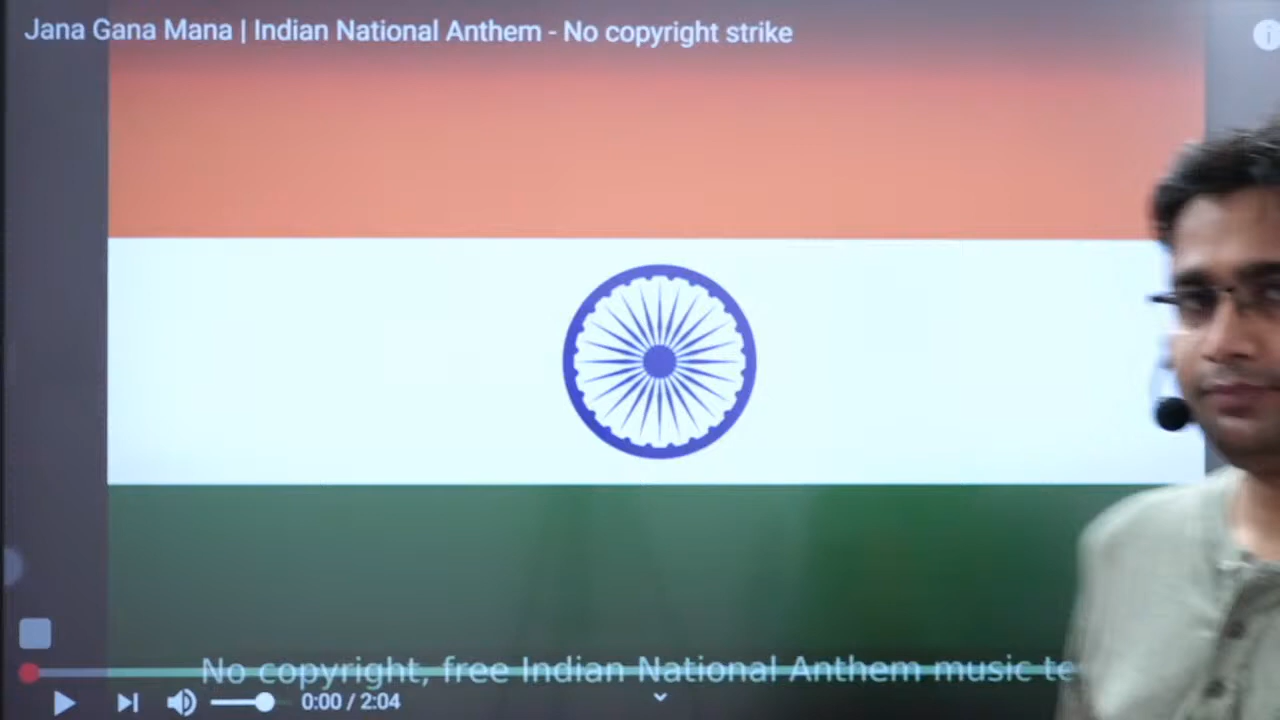 Jana Gana Mana | Indian National Anthem - No copyright strike
No copyright, free Indian National Anthem music
0:00 / 2:04